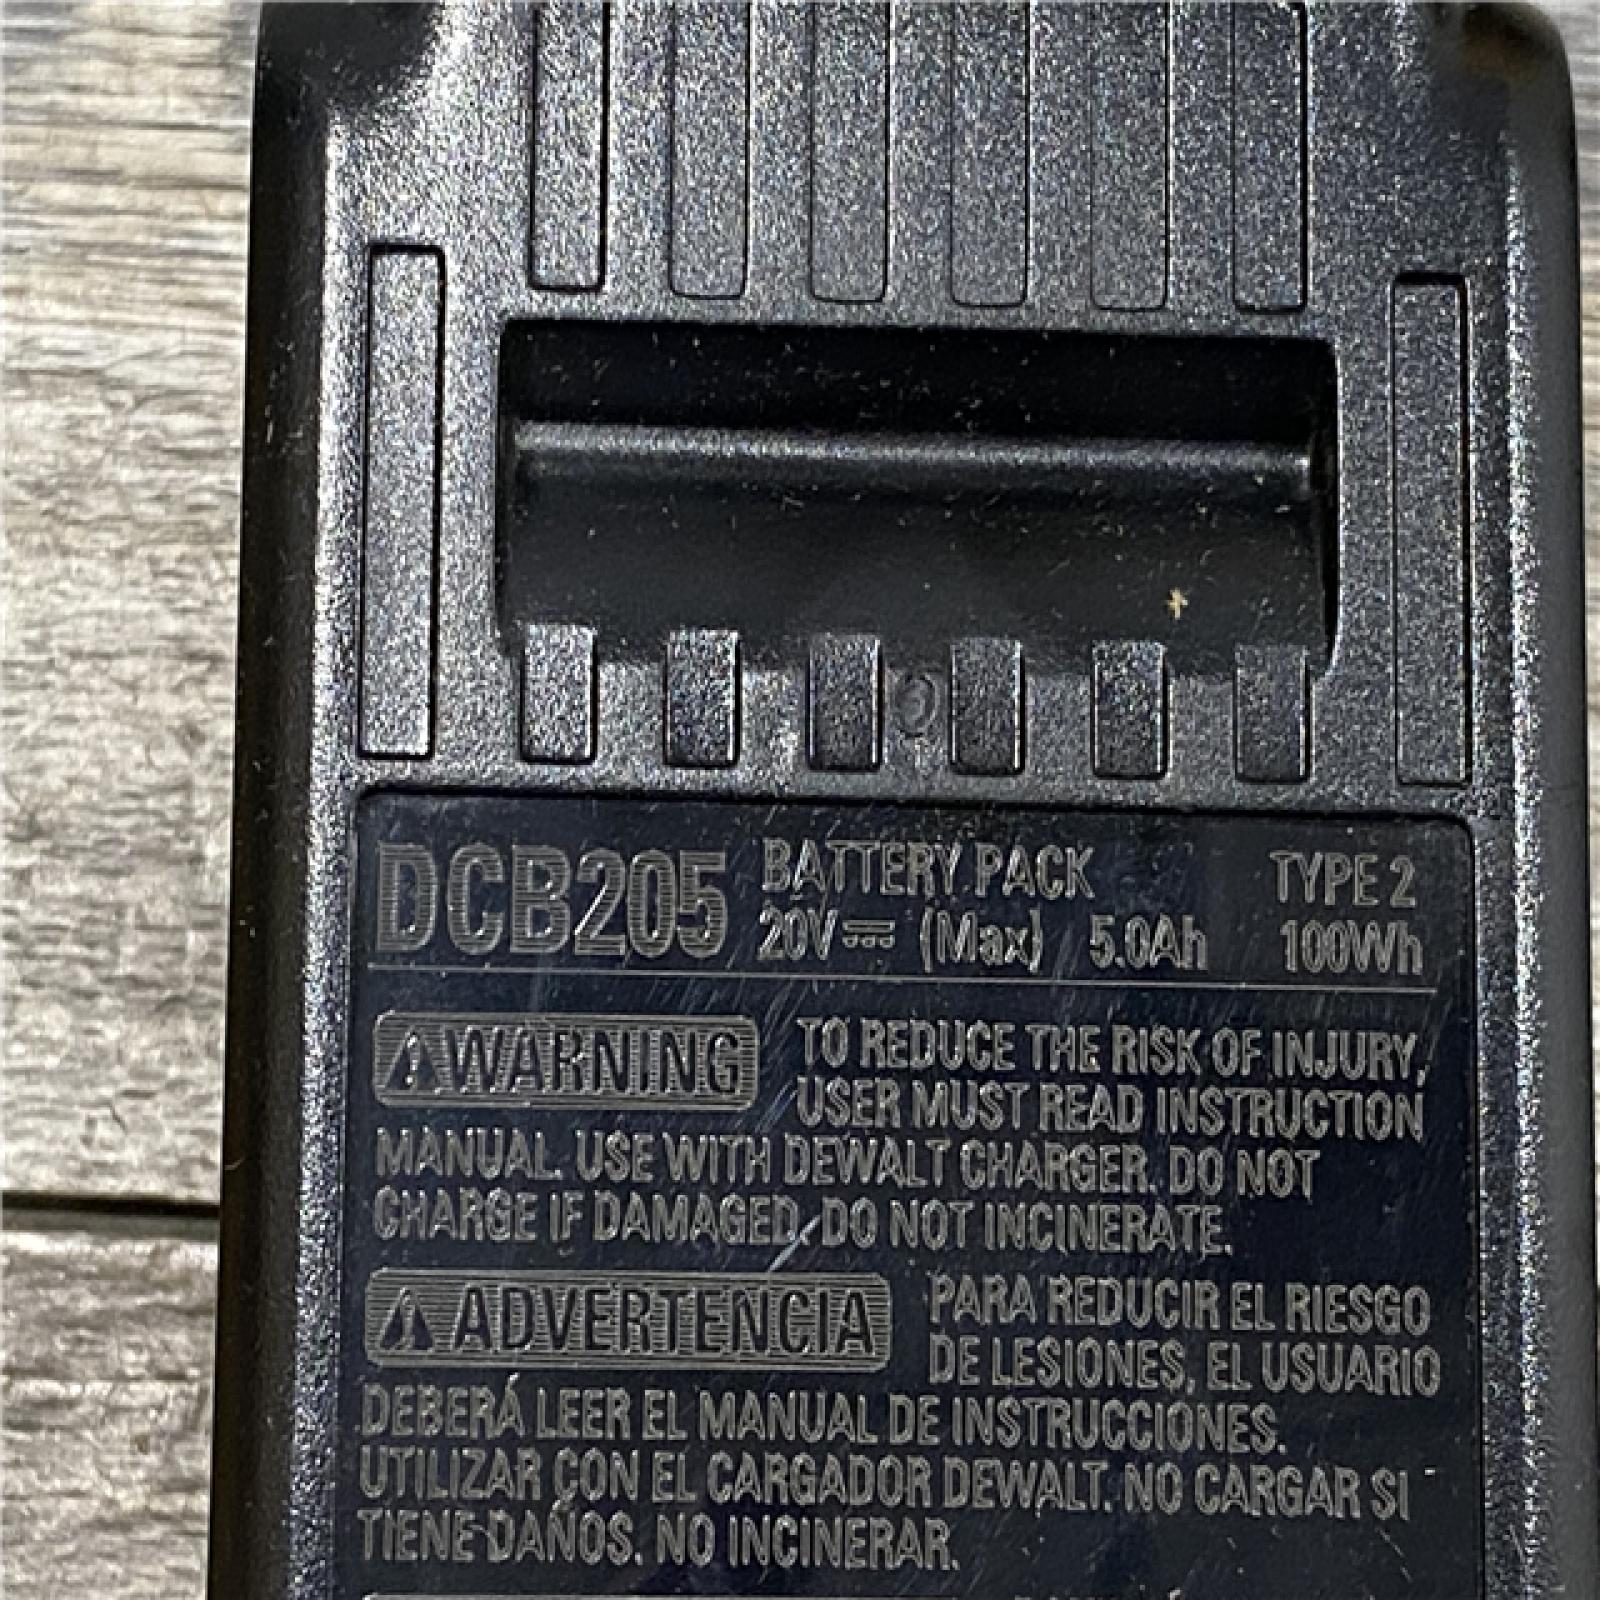 DCB205 BATTERY PACK TYPE 2
20V⎓ (Max) 5.0Ah 100Wh
⚠WARNING TO REDUCE THE RISK OF INJURY,
USER MUST READ INSTRUCTION
MANUAL. USE WITH DEWALT CHARGER. DO NOT
CHARGE IF DAMAGED. DO NOT INCINERATE.
⚠ADVERTENCIA PARA REDUCIR EL RIESGO
DE LESIONES, EL USUARIO
DEBERÁ LEER EL MANUAL DE INSTRUCCIONES.
UTILIZAR CON EL CARGADOR DEWALT. NO CARGAR SI
TIENE DAÑOS. NO INCINERAR.